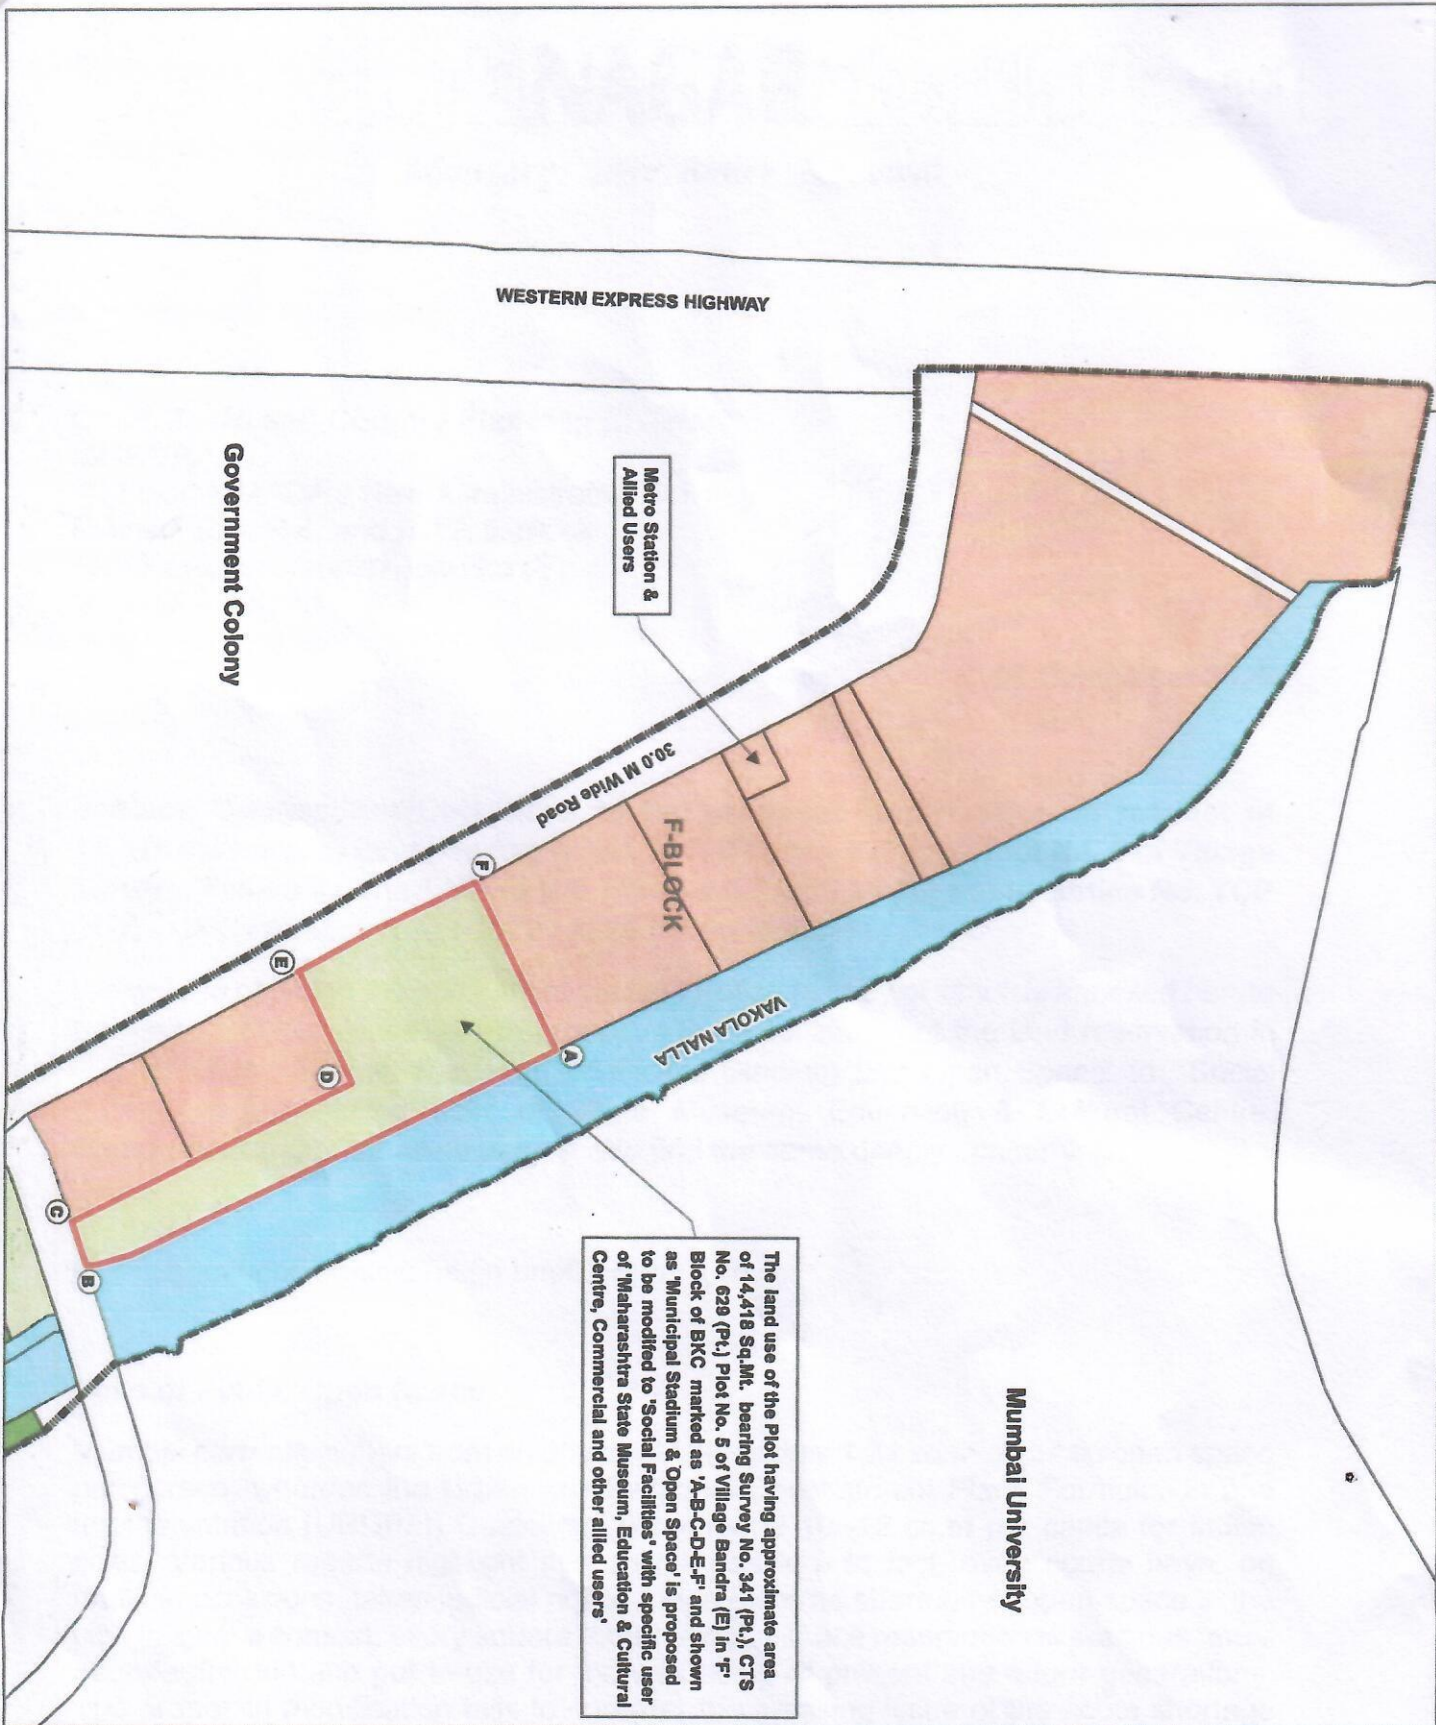 WESTERN EXPRESS HIGHWAY
Government Colony
Metro Station &
Allied Users
30.0 M Wide Road
F-BLOCK
VAKOLA NALLA
F
E
A
D
C
B
The land use of the Plot having approximate area
of 14,418 Sq.Mt. bearing Survey No. 341 (Pt.), CTS
No. 629 (Pt.) Plot No. 5 of Village Bandra (E) in 'F'
Block of BKC marked as 'A-B-C-D-E-F' and shown
as 'Municipal Stadium & Open Space' is proposed
to be modifed to 'Social Facilities' with specific user
of 'Maharashtra State Museum, Education & Cultural
Centre, Commercial and other allied users'
Mumbai University